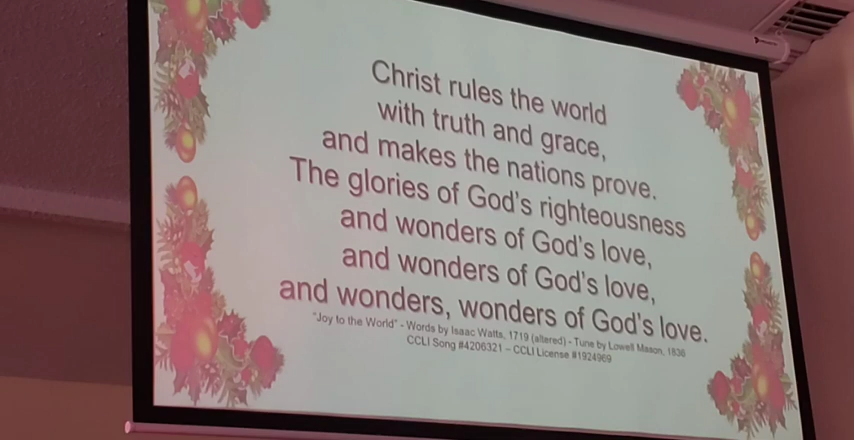 Christ rules the world
with truth and grace,
and makes the nations prove.
The glories of God's righteousness
and wonders of God's love,
and wonders of God's love,
and wonders, wonders of God's love.
"Joy to the World" - Words by Isaac Watts, 1719 (altered) - Tune by Lowell Mason, 1836
CCLI Song #4206321 – CCLI License #1924969